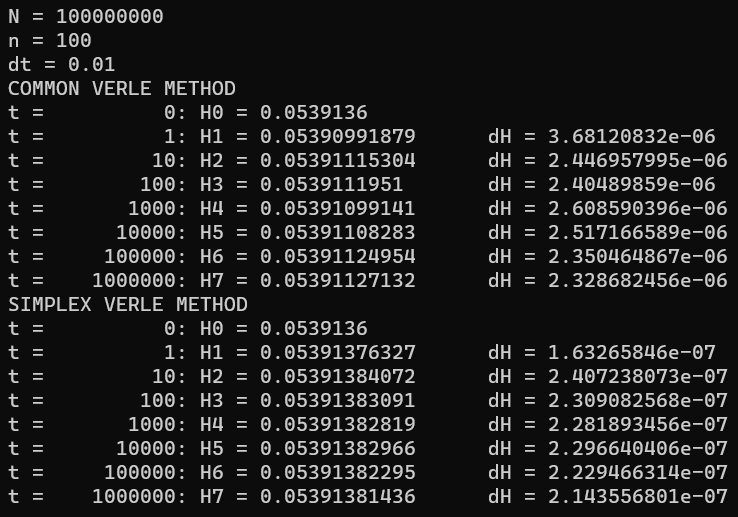 N = 100000000
n = 100
dt = 0.01
COMMON VERLE METHOD
t =          0: H0 = 0.0539136
t =          1: H1 = 0.05390991879      dH = 3.68120832e-06
t =         10: H2 = 0.05391115304      dH = 2.446957995e-06
t =        100: H3 = 0.0539111951       dH = 2.40489859e-06
t =       1000: H4 = 0.05391099141      dH = 2.608590396e-06
t =      10000: H5 = 0.05391108283      dH = 2.517166589e-06
t =     100000: H6 = 0.05391124954      dH = 2.350464867e-06
t =    1000000: H7 = 0.05391127132      dH = 2.328682456e-06
SIMPLEX VERLE METHOD
t =          0: H0 = 0.0539136
t =          1: H1 = 0.05391376327      dH = 1.63265846e-07
t =         10: H2 = 0.05391384072      dH = 2.407238073e-07
t =        100: H3 = 0.05391383091      dH = 2.309082568e-07
t =       1000: H4 = 0.05391382819      dH = 2.281893456e-07
t =      10000: H5 = 0.05391382966      dH = 2.296640406e-07
t =     100000: H6 = 0.05391382295      dH = 2.229466314e-07
t =    1000000: H7 = 0.05391381436      dH = 2.143556801e-07